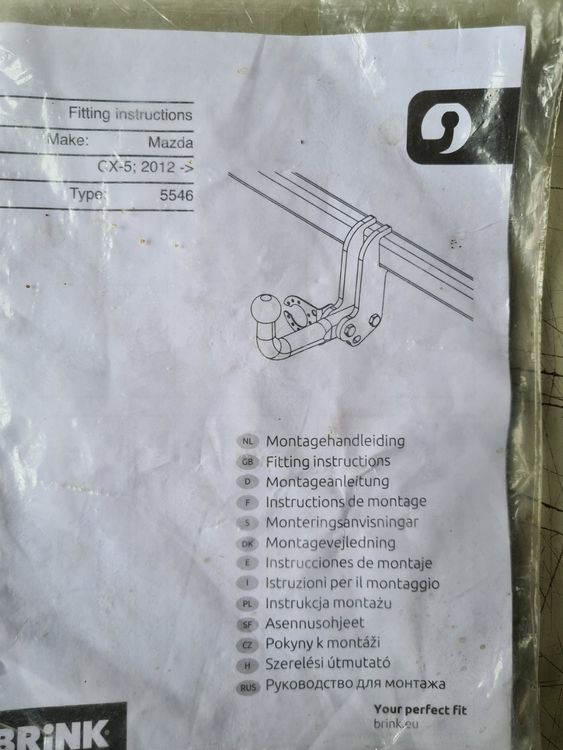 Fitting instructions
Make: Mazda
CX-5; 2012 ->
Type: 5546
NL Montagehandleiding
GB Fitting instructions
D Montageanleitung
F Instructions de montage
S Monteringsanvisningar
DK Montagevejledning
E Instrucciones de montaje
I Istruzioni per il montaggio
PL Instrukcja montażu
SF Asennusohjeet
CZ Pokyny k montáži
H Szerelési útmutató
RUS Руководство для монтажа
Your perfect fit
brink.eu
BRINK